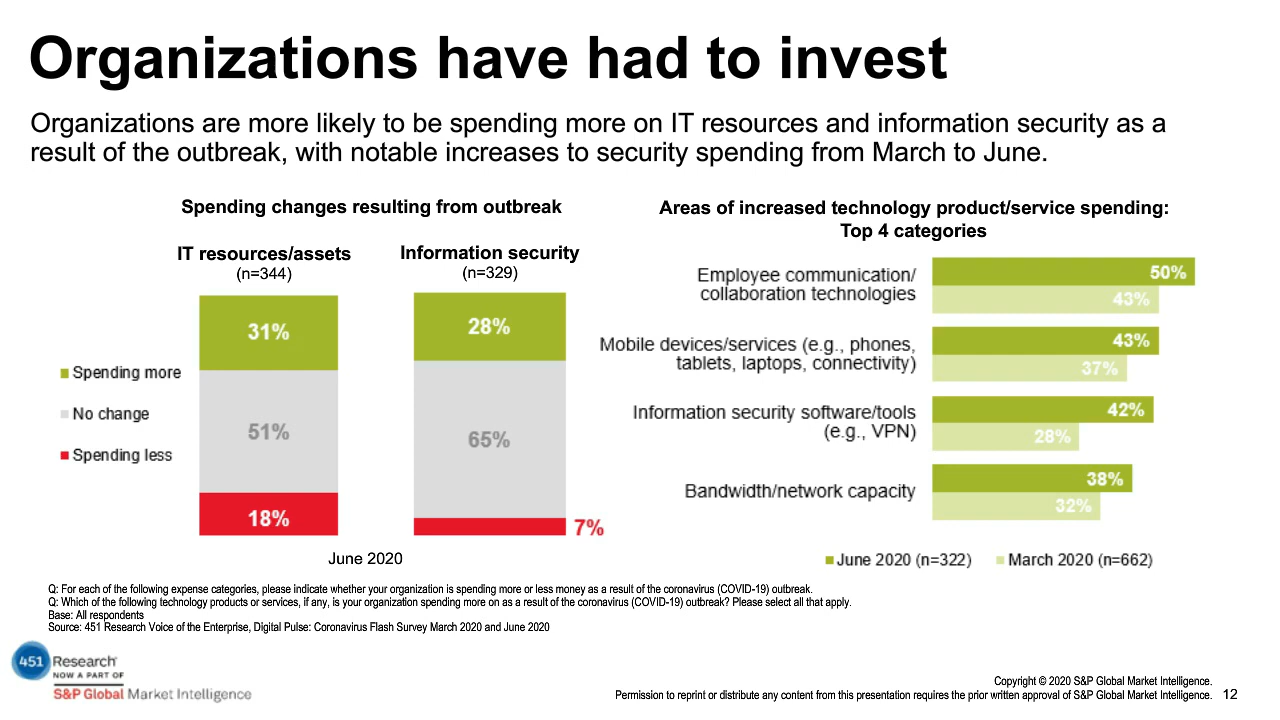 Organizations have had to invest
Organizations are more likely to be spending more on IT resources and information security as a
result of the outbreak, with notable increases to security spending from March to June.
Spending changes resulting from outbreak
IT resources/assets
(n=344)
Information security
(n=329)
31%
51%
18%
28%
65%
7%
Spending more
No change
Spending less
June 2020
Areas of increased technology product/service spending:
Top 4 categories
Employee communication/
collaboration technologies
50%
43%
Mobile devices/services (e.g., phones,
tablets, laptops, connectivity)
43%
37%
Information security software/tools
(e.g., VPN)
42%
28%
Bandwidth/network capacity
38%
32%
June 2020 (n=322)
March 2020 (n=662)
Q: For each of the following expense categories, please indicate whether your organization is spending more or less money as a result of the coronavirus (COVID-19) outbreak.
Q: Which of the following technology products or services, if any, is your organization spending more on as a result of the coronavirus (COVID-19) outbreak? Please select all that apply.
Base: All respondents
Source: 451 Research Voice of the Enterprise, Digital Pulse: Coronavirus Flash Survey March 2020 and June 2020
451 Research
NOW A PART OF
S&P Global Market Intelligence
Copyright © 2020 S&P Global Market Intelligence.
Permission to reprint or distribute any content from this presentation requires the prior written approval of S&P Global Market Intelligence.
12